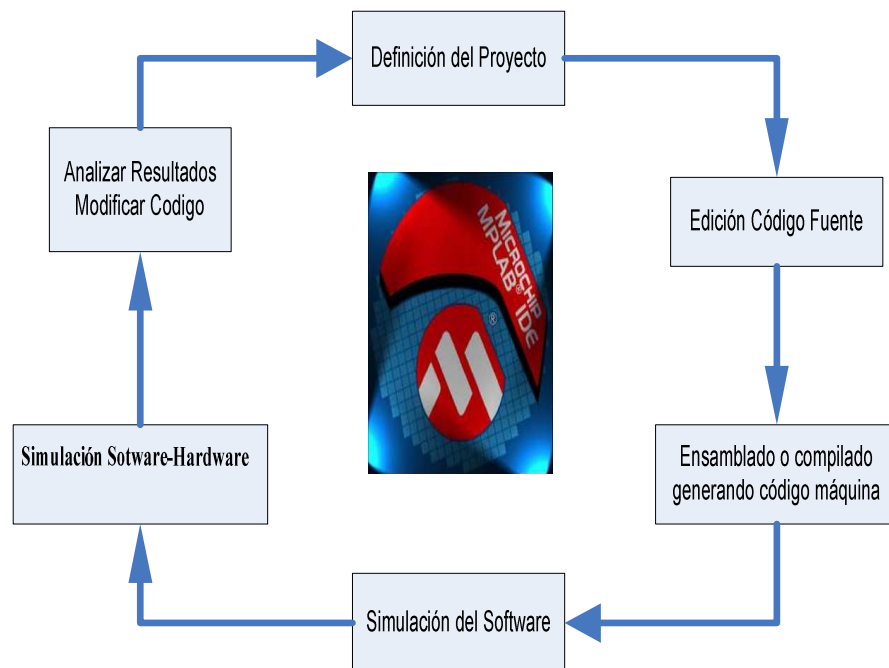 Definición del Proyecto
Analizar Resultados
Modificar Codigo
Edición Código Fuente
MICROCHIP
MPLAB® IDE
®
Simulación Sotware-Hardware
Ensamblado o compilado
generando código máquina
Simulación del Software